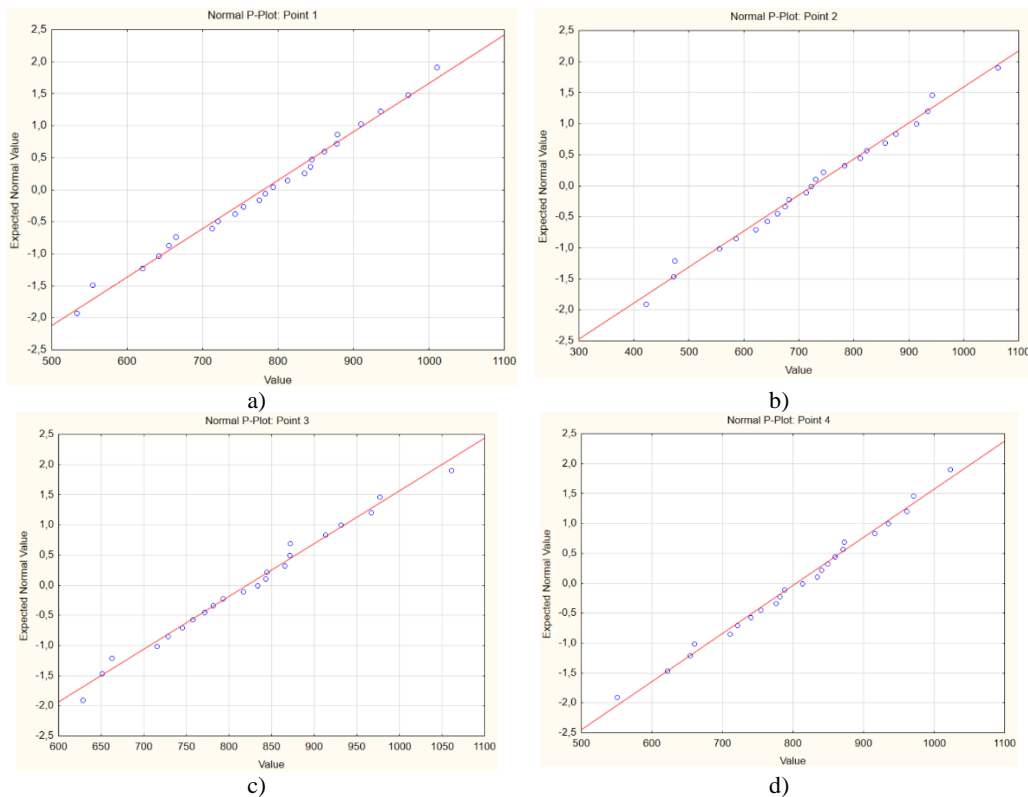 Normal P-Plot: Point 1
2,5
2,0
1,5
1,0
0,5
0,0
-0,5
-1,0
-1,5
-2,0
-2,5
Expected Normal Value
500 600 700 800 900 1000 1100
Value
a)
Normal P-Plot: Point 2
2,5
2,0
1,5
1,0
0,5
0,0
-0,5
-1,0
-1,5
-2,0
-2,5
Expected Normal Value
300 400 500 600 700 800 900 1000 1100
Value
b)
Normal P-Plot: Point 3
2,5
2,0
1,5
1,0
0,5
0,0
-0,5
-1,0
-1,5
-2,0
-2,5
Expected Normal Value
600 650 700 750 800 850 900 950 1000 1050 1100
Value
c)
Normal P-Plot: Point 4
2,5
2,0
1,5
1,0
0,5
0,0
-0,5
-1,0
-1,5
-2,0
-2,5
Expected Normal Value
500 600 700 800 900 1000 1100
Value
d)